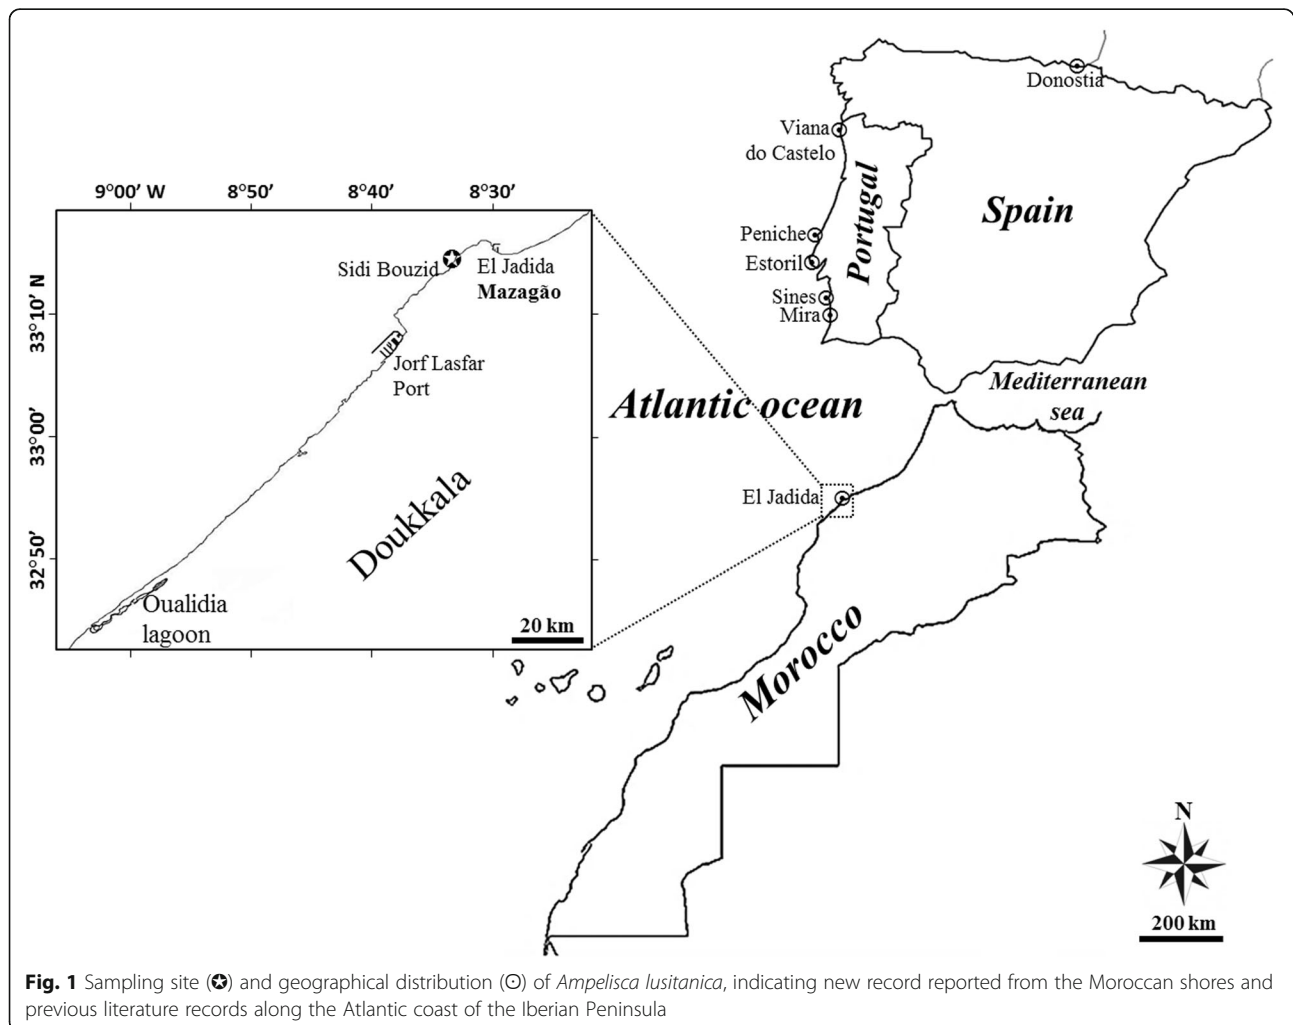 Donostia
Viana
do Castelo
Portugal
Spain
Peniche
Estoril
Sines
Mira
Mediterranean
sea
Atlantic ocean
El Jadida
Morocco
9°00′ W 8°50′ 8°40′ 8°30′
33°10′ N
33°00′
32°50′
Sidi Bouzid
El Jadida
Mazagão
Jorf Lasfar
Port
Doukkala
Oualidia
lagoon
20 km
N
200 km
Fig. 1 Sampling site (✪) and geographical distribution (⊙) of Ampelisca lusitanica, indicating new record reported from the Moroccan shores and
previous literature records along the Atlantic coast of the Iberian Peninsula